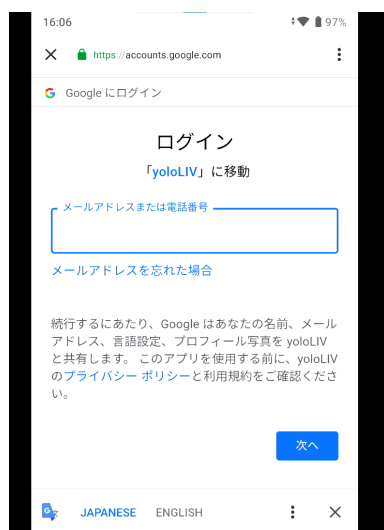 16:06
97%
https://accounts.google.com
Google にログイン
ログイン
「yoloLIV」に移動
メールアドレスまたは電話番号
メールアドレスを忘れた場合
続行するにあたり、Google はあなたの名前、メール
アドレス、言語設定、プロフィール写真を yoloLIV
と共有します。 このアプリを使用する前に、yoloLIV
のプライバシー ポリシーと利用規約をご確認くださ
い。
次へ
JAPANESE ENGLISH